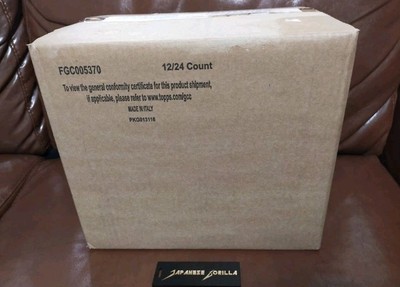 FGC005370 12/24 Count
To view the general conformity certificate for this product shipment,
if applicable, please refer to www.topps.com/gcc
MADE IN ITALY
PKG013118
JAPANESE GORILLA